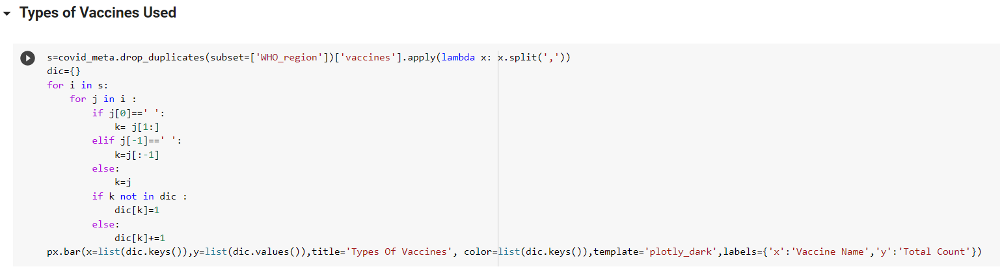 Types of Vaccines Used
s=covid_meta.drop_duplicates(subset=['WHO_region'])['vaccines'].apply(lambda x: x.split(','))
dic={}
for i in s:
    for j in i :
        if j[0]==' ':
            k= j[1:]
        elif j[-1]==' ':
            k=j[:-1]
        else:
            k=j
        if k not in dic :
            dic[k]=1
        else:
            dic[k]+=1
px.bar(x=list(dic.keys()),y=list(dic.values()),title='Types Of Vaccines', color=list(dic.keys()),template='plotly_dark',labels={'x':'Vaccine Name','y':'Total Count'})